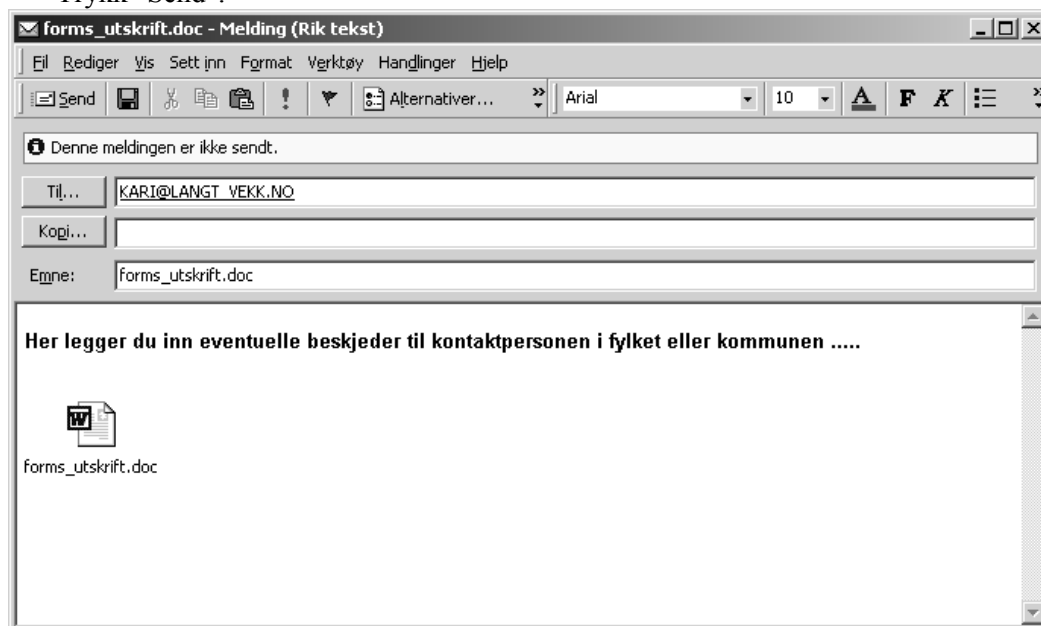 Trykk "Send".
forms_utskrift.doc - Melding (Rik tekst)
Fil Rediger Vis Sett inn Format Verktøy Handlinger Hjelp
Send Alternativer... Arial 10 A F K
Denne meldingen er ikke sendt.
Til... KARI@LANGT_VEKK.NO
Kopi...
Emne: forms_utskrift.doc
Her legger du inn eventuelle beskjeder til kontaktpersonen i fylket eller kommunen .....
forms_utskrift.doc